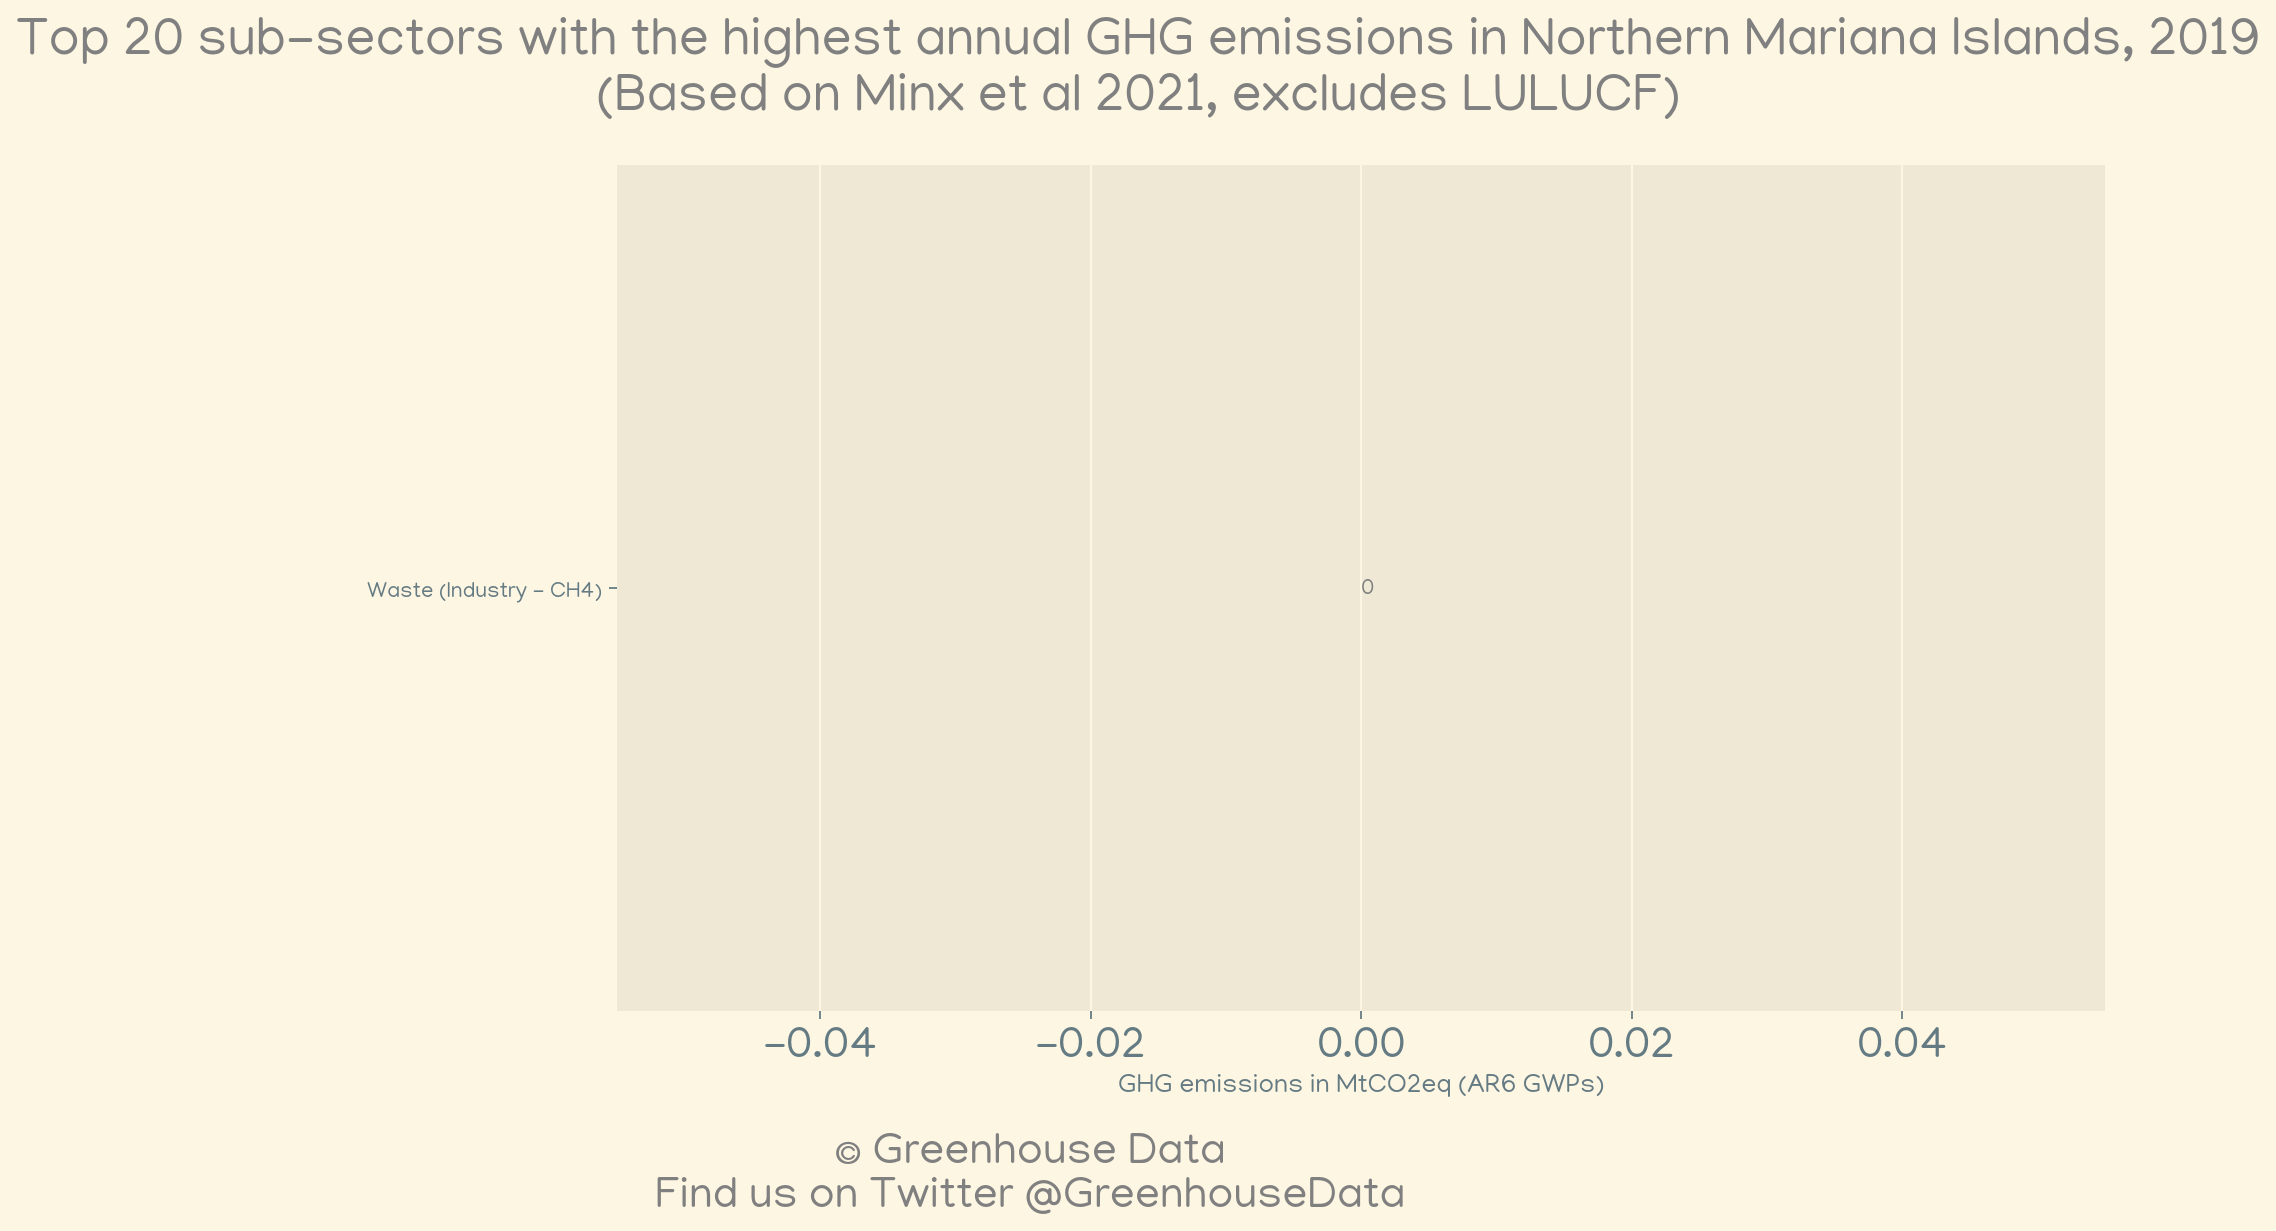 Top 20 sub-sectors with the highest annual GHG emissions in Northern Mariana Islands, 2019
(Based on Minx et al 2021, excludes LULUCF)
Waste (Industry - CH4)
0
-0.04
-0.02
0.00
0.02
0.04
GHG emissions in MtCO2eq (AR6 GWPs)
© Greenhouse Data
Find us on Twitter @GreenhouseData